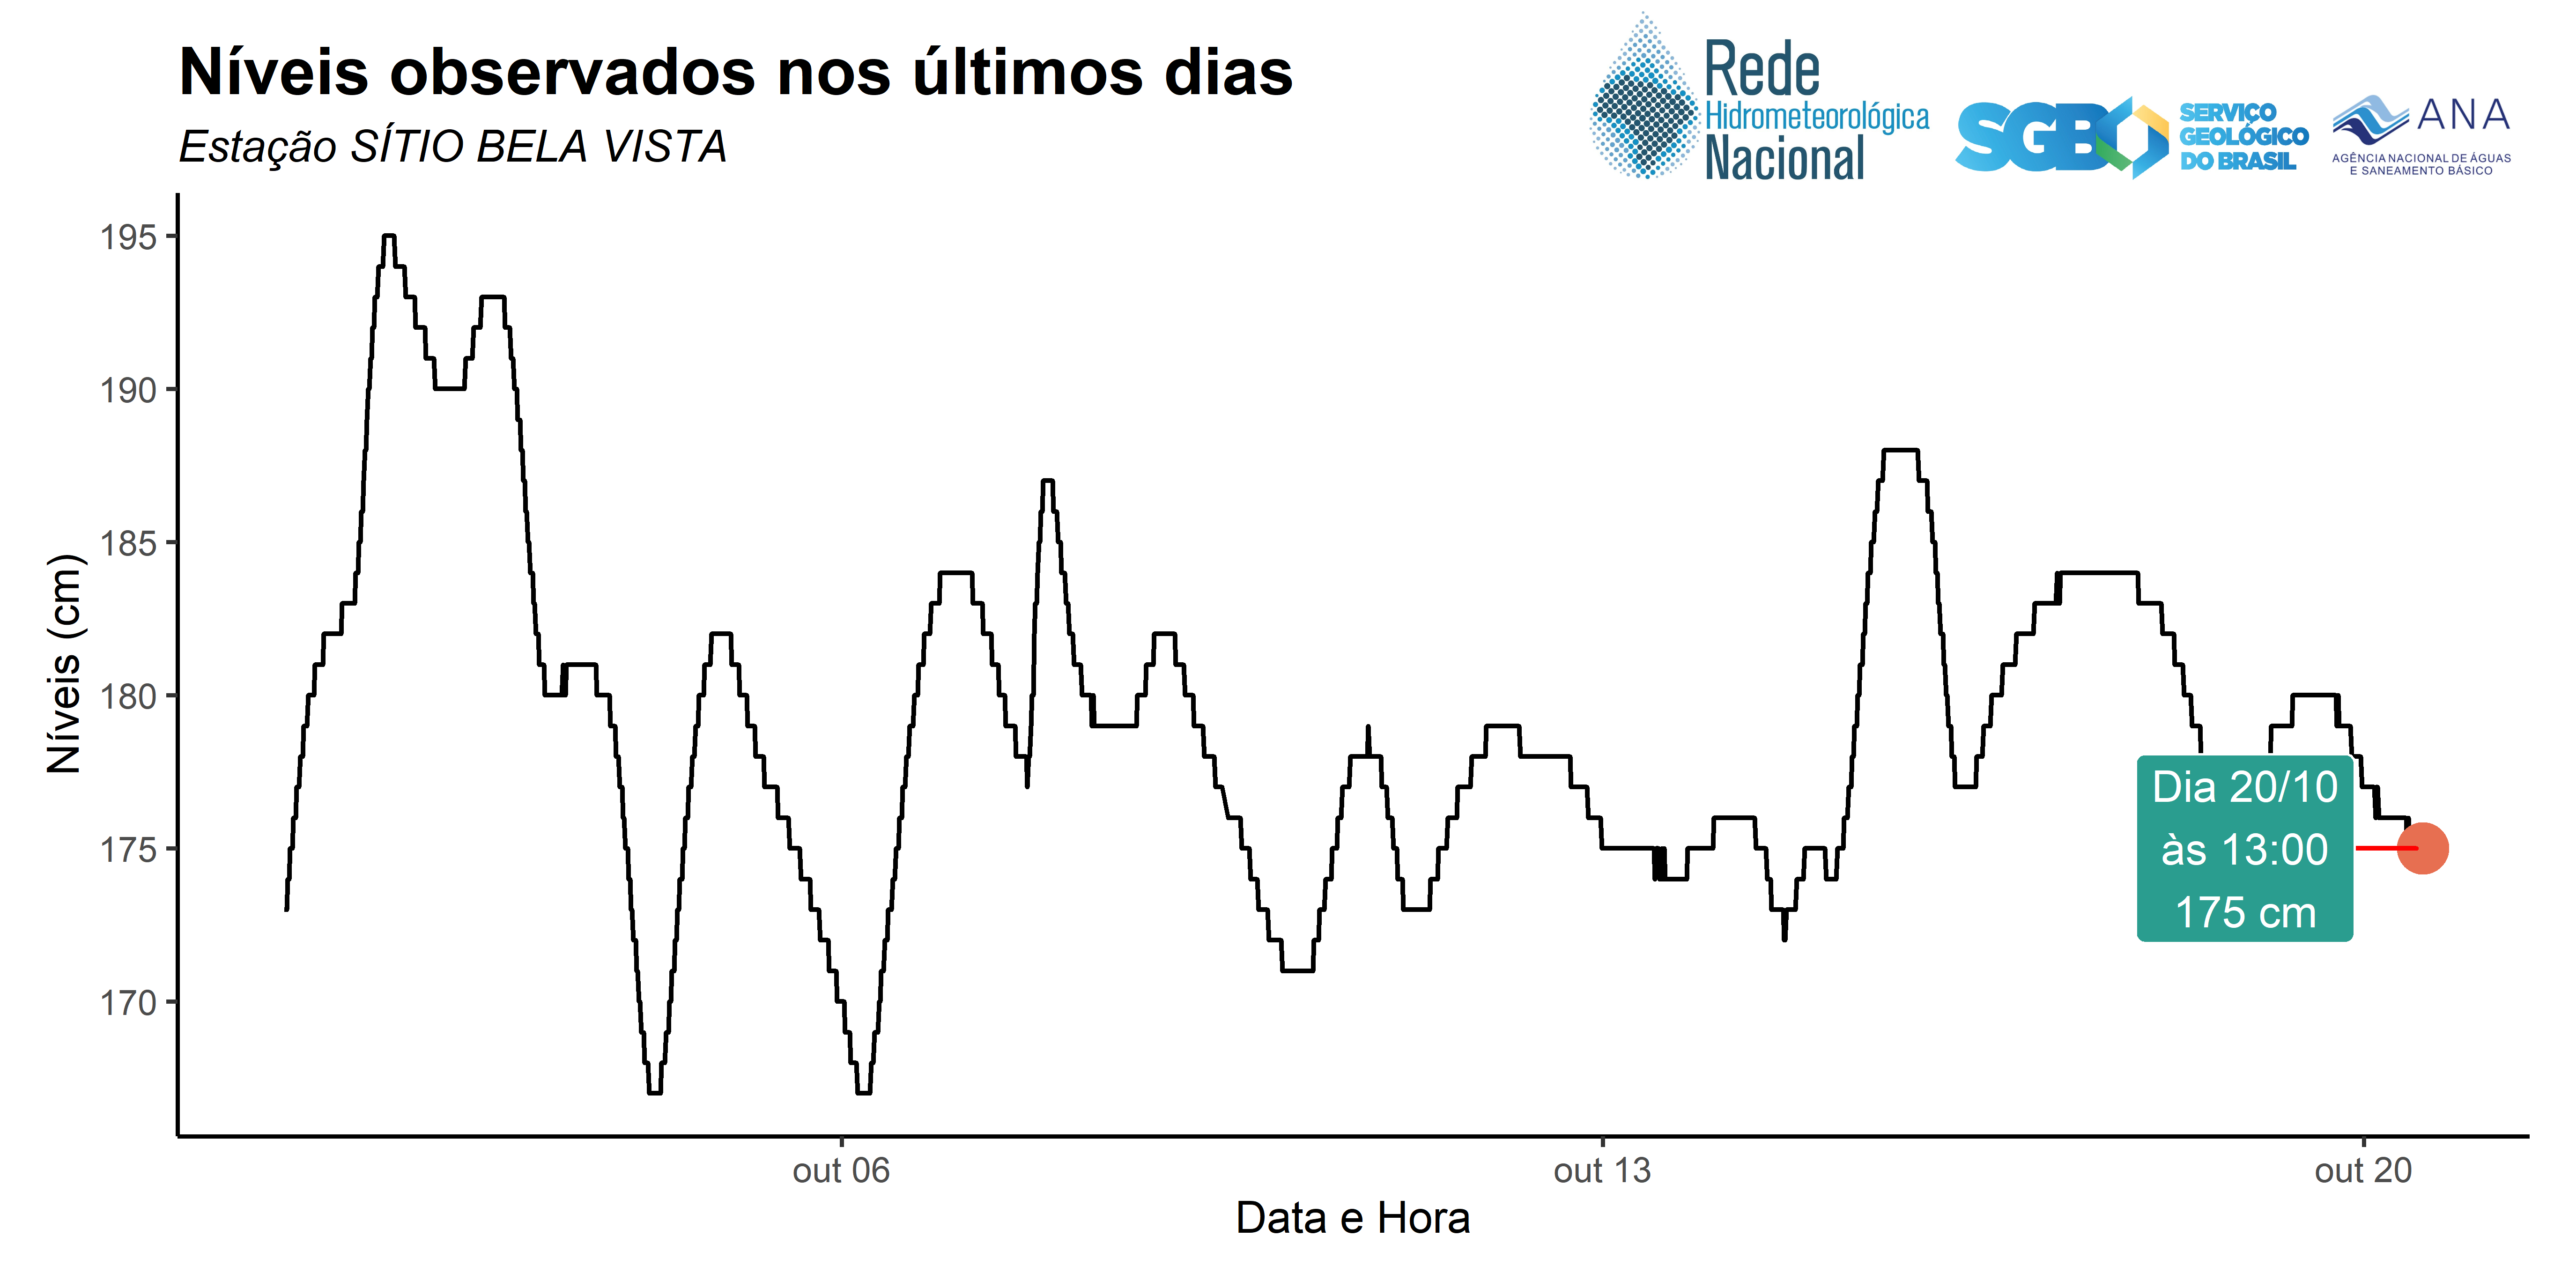 Níveis observados nos últimos dias
Estação SÍTIO BELA VISTA
Rede
Hidrometeorológica
Nacional
SGB
SERVIÇO
GEOLÓGICO
DO BRASIL
ANA
AGÊNCIA NACIONAL DE ÁGUAS
E SANEAMENTO BÁSICO
Níveis (cm)
195
190
185
180
175
170
Dia 20/10
às 13:00
175 cm
out 06
out 13
out 20
Data e Hora